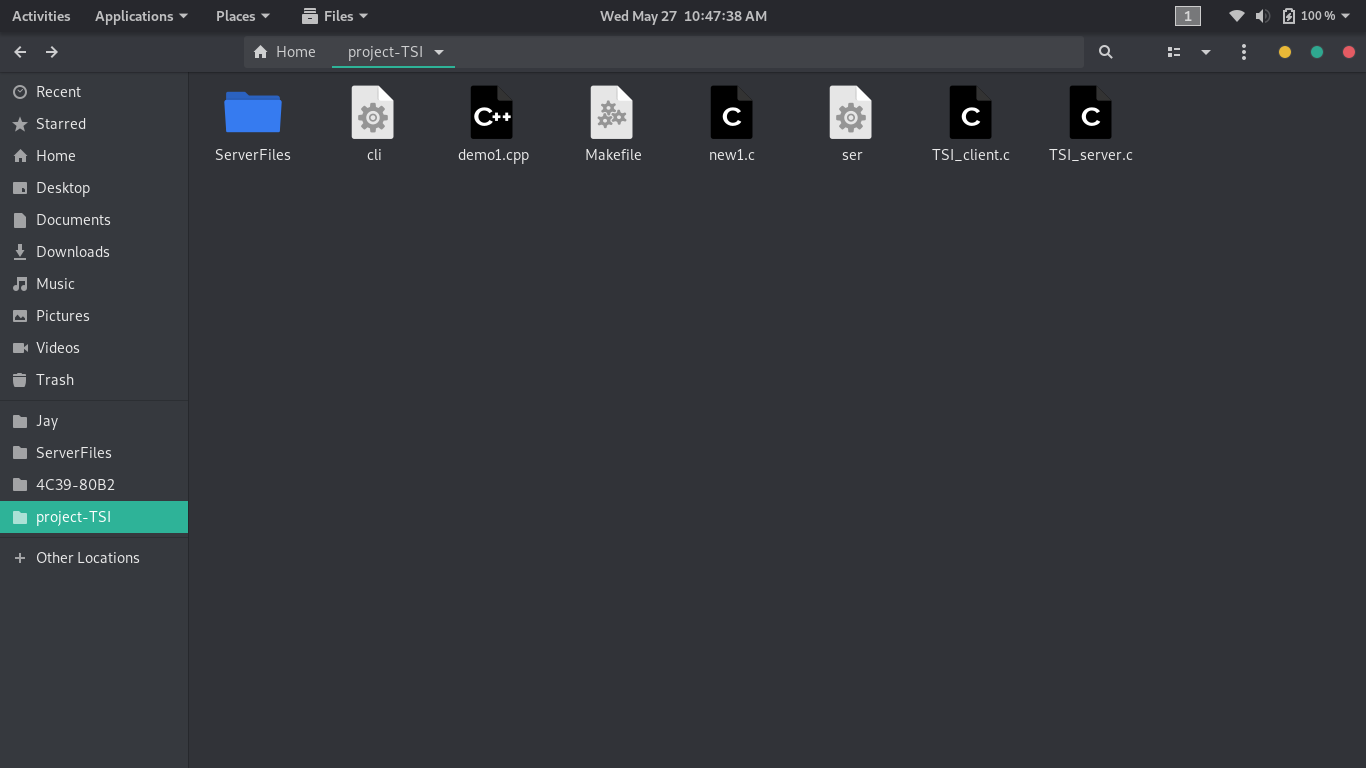 Activities Applications Places Files Wed May 27 10:47:38 AM 1 100 %
Home project-TSI
Recent
Starred
Home
Desktop
Documents
Downloads
Music
Pictures
Videos
Trash
Jay
ServerFiles
4C39-80B2
project-TSI
Other Locations
C++ C C C
ServerFiles cli demo1.cpp Makefile new1.c ser TSI_client.c TSI_server.c